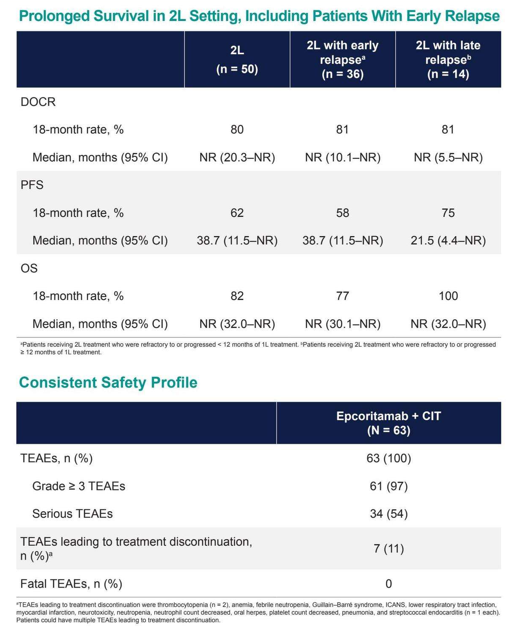 Prolonged Survival in 2L Setting, Including Patients With Early Relapse
2L
(n = 50)
2L with early
relapseᵃ
(n = 36)
2L with late
relapseᵇ
(n = 14)
DOCR
18-month rate, % 80 81 81
Median, months (95% CI) NR (20.3–NR) NR (10.1–NR) NR (5.5–NR)
PFS
18-month rate, % 62 58 75
Median, months (95% CI) 38.7 (11.5–NR) 38.7 (11.5–NR) 21.5 (4.4–NR)
OS
18-month rate, % 82 77 100
Median, months (95% CI) NR (32.0–NR) NR (30.1–NR) NR (32.0–NR)
ᵃPatients receiving 2L treatment who were refractory to or progressed < 12 months of 1L treatment. ᵇPatients receiving 2L treatment who were refractory to or progressed
≥ 12 months of 1L treatment.
Consistent Safety Profile
Epcoritamab + CIT
(N = 63)
TEAEs, n (%) 63 (100)
Grade ≥ 3 TEAEs 61 (97)
Serious TEAEs 34 (54)
TEAEs leading to treatment discontinuation,
n (%)ᵃ 7 (11)
Fatal TEAEs, n (%) 0
ᵃTEAEs leading to treatment discontinuation were thrombocytopenia (n = 2), anemia, febrile neutropenia, Guillain–Barré syndrome, ICANS, lower respiratory tract infection,
myocardial infarction, neurotoxicity, neutropenia, neutrophil count decreased, oral herpes, platelet count decreased, pneumonia, and streptococcal endocarditis (n = 1 each).
Patients could have multiple TEAEs leading to treatment discontinuation.